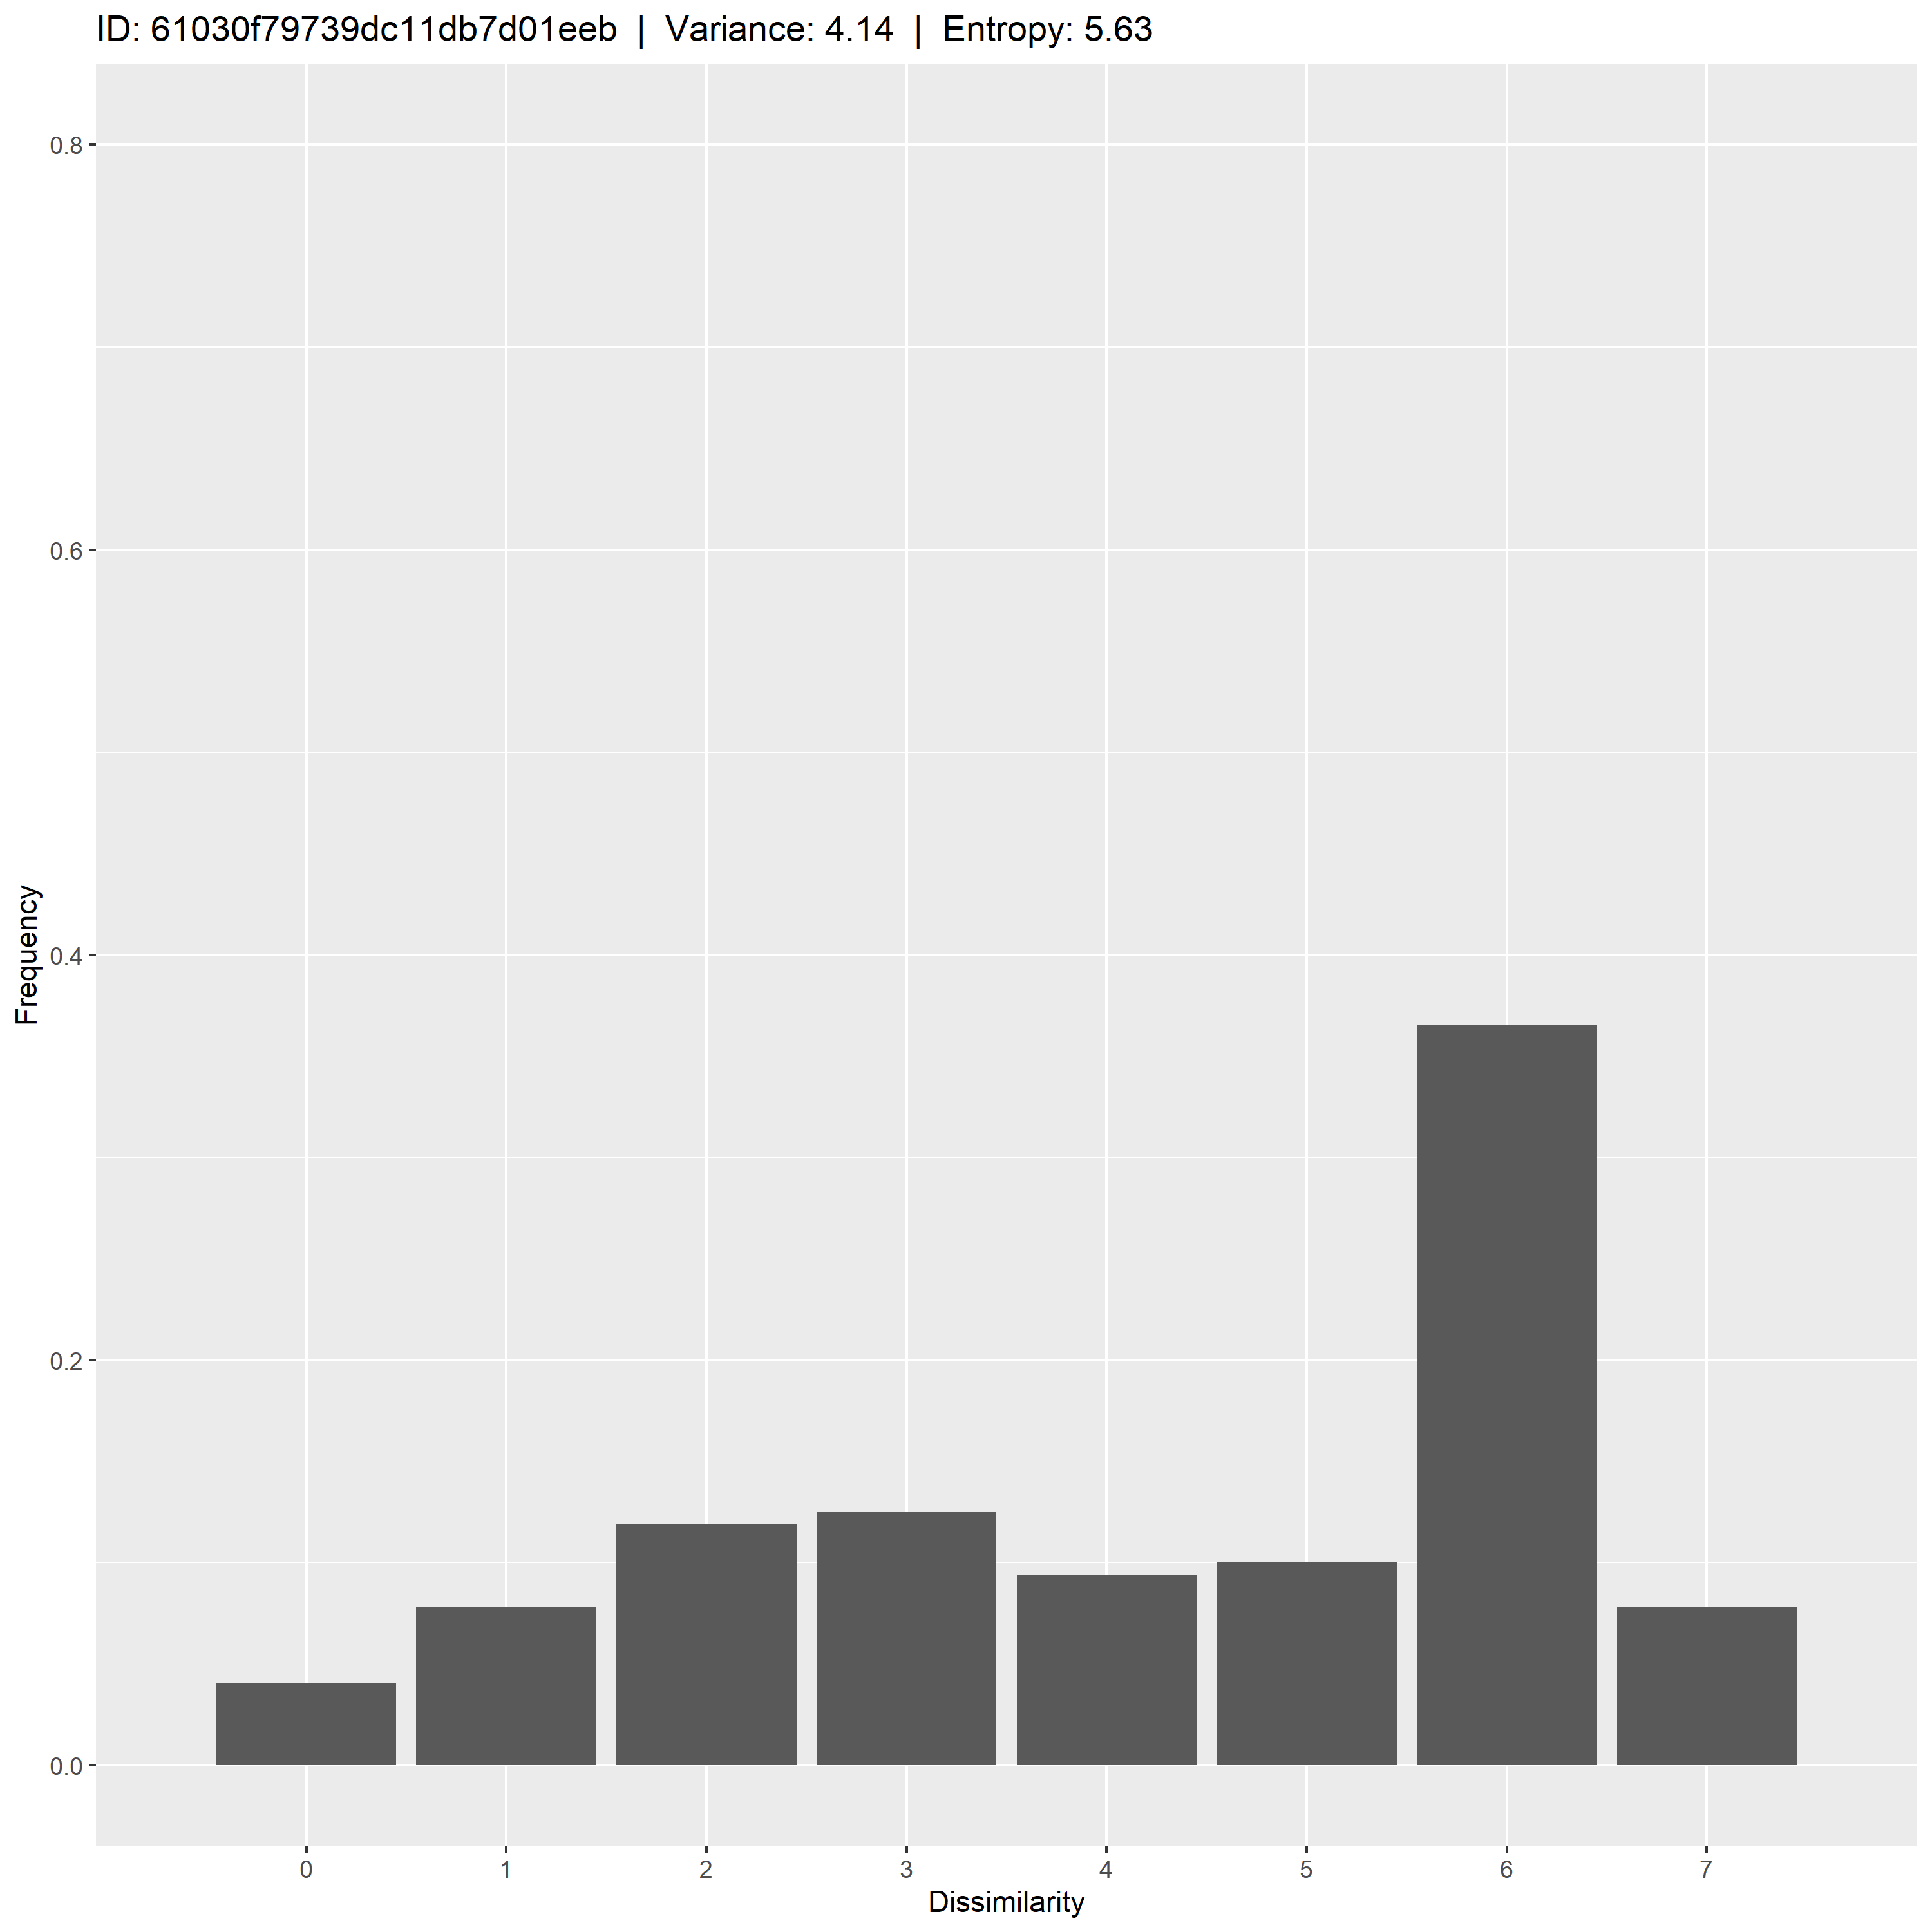 ID: 61030f79739dc11db7d01eeb | Variance: 4.14 | Entropy: 5.63
Frequency
0.8
0.6
0.4
0.2
0.0
0 1 2 3 4 5 6 7
Dissimilarity